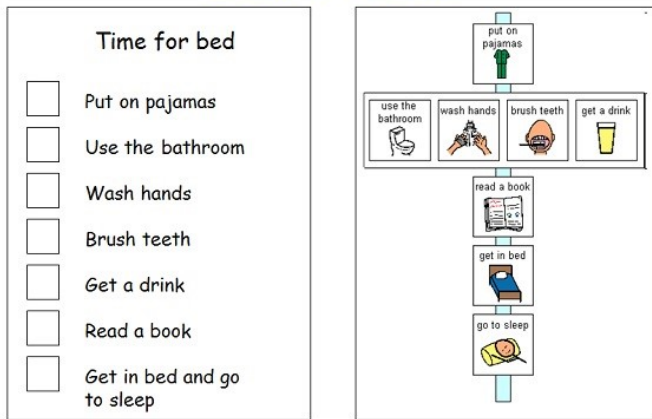 Time for bed
Put on pajamas
Use the bathroom
Wash hands
Brush teeth
Get a drink
Read a book
Get in bed and go
to sleep
put on
pajamas
use the
bathroom
wash hands
brush teeth
get a drink
read a book
get in bed
go to sleep